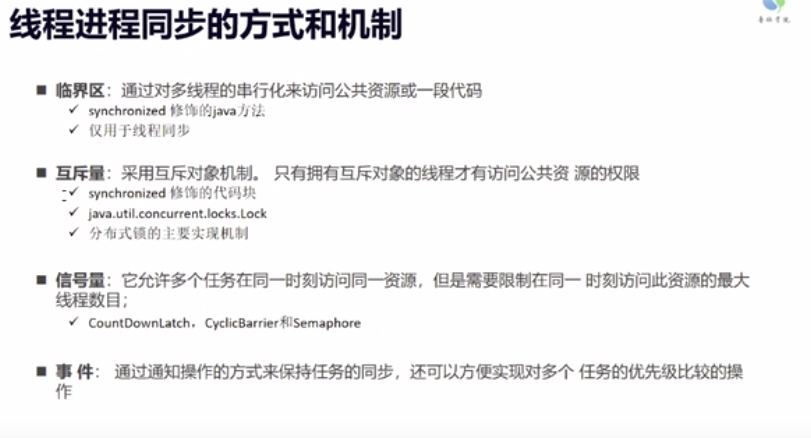 线程进程同步的方式和机制
■ 临界区：通过对多线程的串行化来访问公共资源或一段代码
✓ synchronized 修饰的java方法
✓ 仅用于线程同步
■ 互斥量：采用互斥对象机制。 只有拥有互斥对象的线程才有访问公共资 源的权限
✓ synchronized 修饰的代码块
✓ java.util.concurrent.locks.Lock
✓ 分布式锁的主要实现机制
■ 信号量：它允许多个任务在同一时刻访问同一资源，但是需要限制在同一 时刻访问此资源的最大
线程数目；
✓ CountDownLatch，CyclicBarrier和Semaphore
■ 事 件： 通过通知操作的方式来保持任务的同步，还可以方便实现对多个 任务的优先级比较的操
作